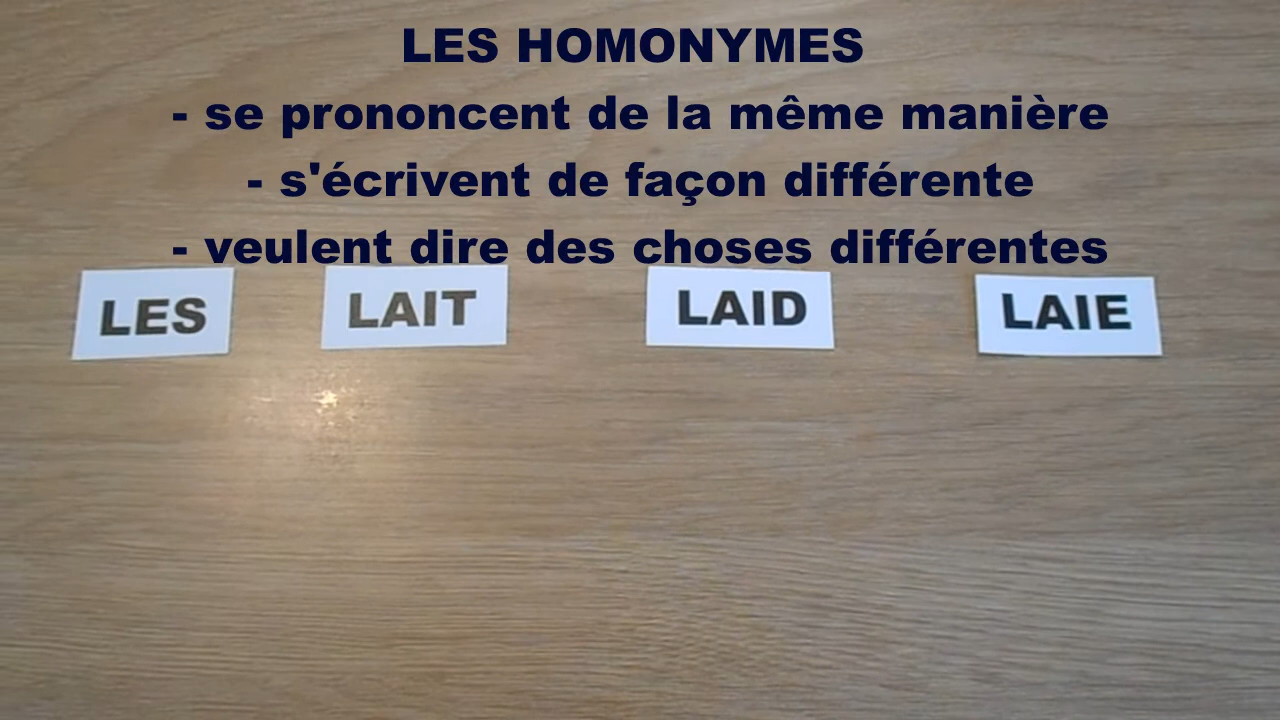 LES HOMONYMES
- se prononcent de la même manière
- s'écrivent de façon différente
- veulent dire des choses différentes
LES LAIT LAID LAIE